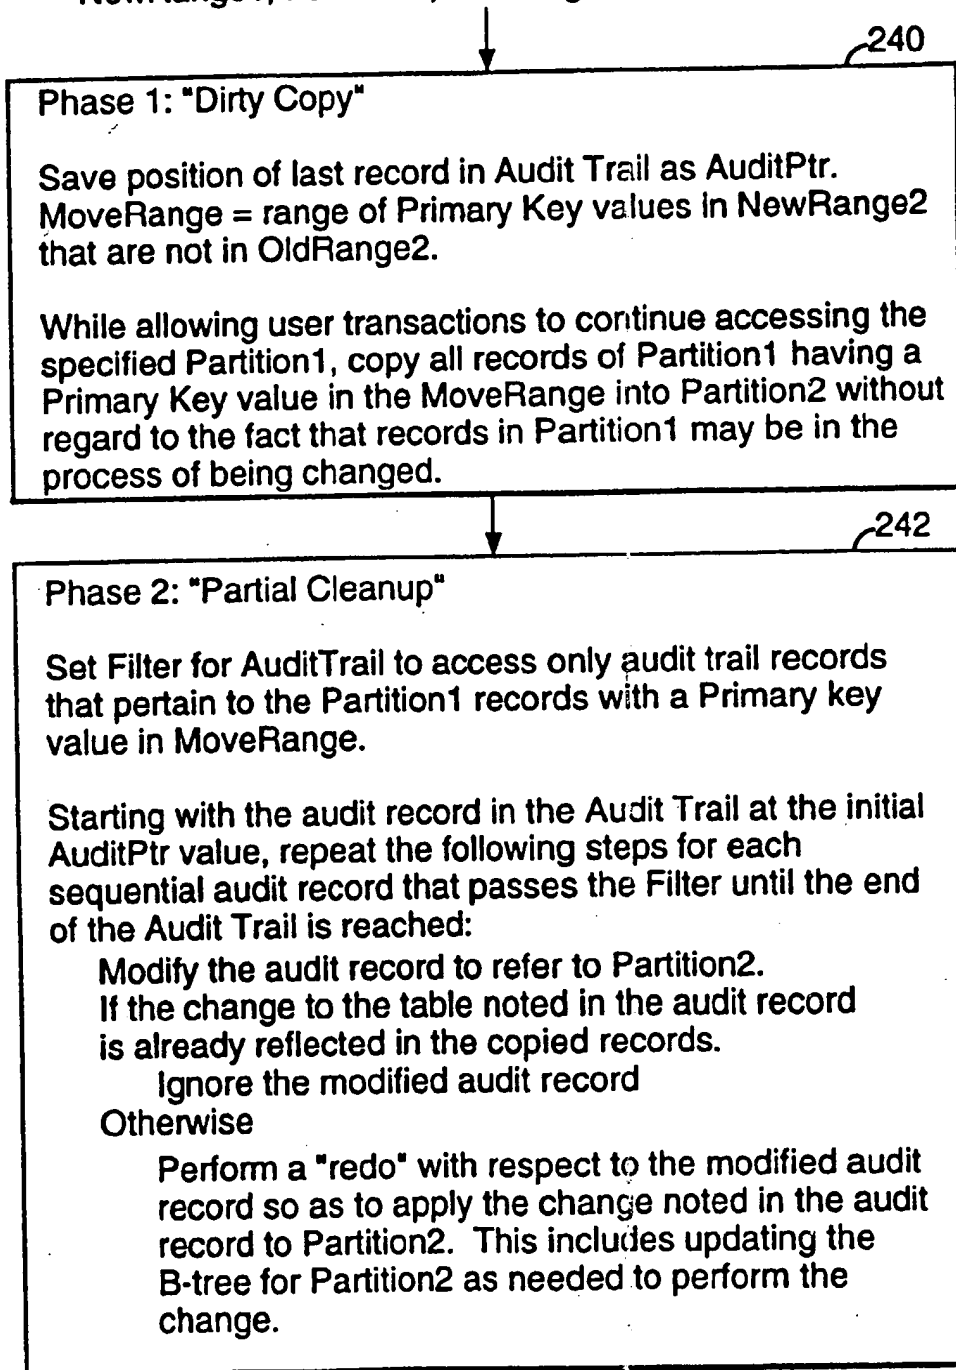 240
Phase 1: "Dirty Copy"
Save position of last record in Audit Trail as AuditPtr.
MoveRange = range of Primary Key values in NewRange2
that are not in OldRange2.
While allowing user transactions to continue accessing the
specified Partition1, copy all records of Partition1 having a
Primary Key value in the MoveRange into Partition2 without
regard to the fact that records in Partition1 may be in the
process of being changed.
242
Phase 2: "Partial Cleanup"
Set Filter for AuditTrail to access only audit trail records
that pertain to the Partition1 records with a Primary key
value in MoveRange.
Starting with the audit record in the Audit Trail at the initial
AuditPtr value, repeat the following steps for each
sequential audit record that passes the Filter until the end
of the Audit Trail is reached:
Modify the audit record to refer to Partition2.
If the change to the table noted in the audit record
is already reflected in the copied records.
Ignore the modified audit record
Otherwise
Perform a "redo" with respect to the modified audit
record so as to apply the change noted in the audit
record to Partition2. This includes updating the
B-tree for Partition2 as needed to perform the
change.